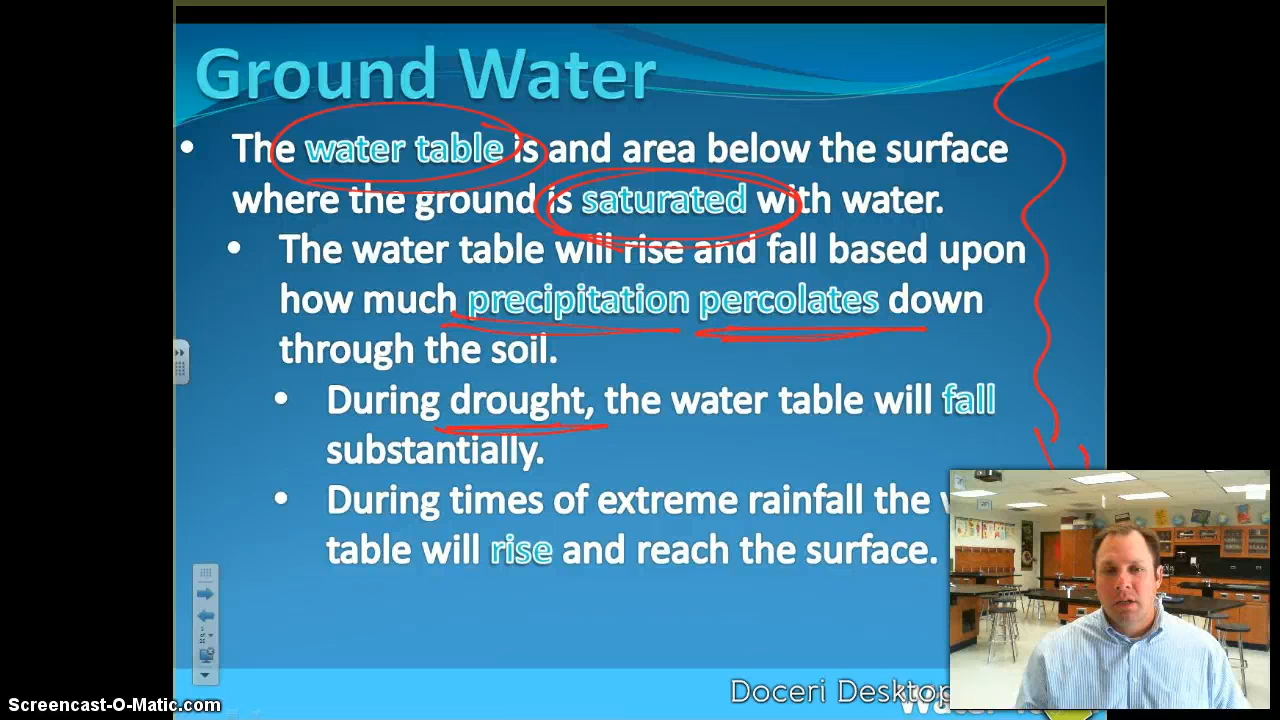 Ground Water
• The water table is and area below the surface
where the ground is saturated with water.
• The water table will rise and fall based upon
how much precipitation percolates down
through the soil.
• During drought, the water table will fall
substantially.
• During times of extreme rainfall the
table will rise and reach the surface.
Doceri Desktop
Screencast-O-Matic.com